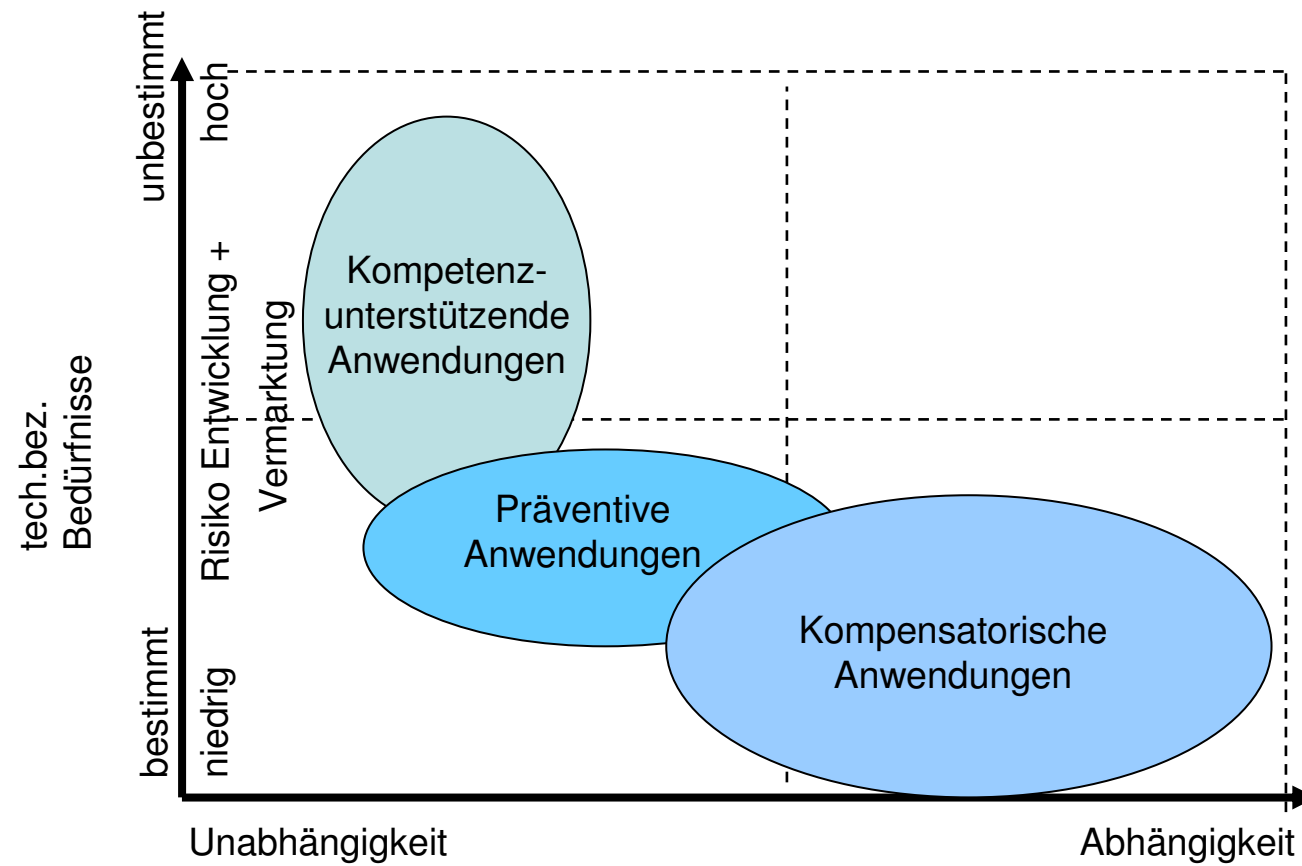 unbestimmt
hoch
tech.bez.
Bedürfnisse
Risiko Entwicklung +
Vermarktung
bestimmt
niedrig
Kompetenz-
unterstützende
Anwendungen
Präventive
Anwendungen
Kompensatorische
Anwendungen
Unabhängigkeit
Abhängigkeit